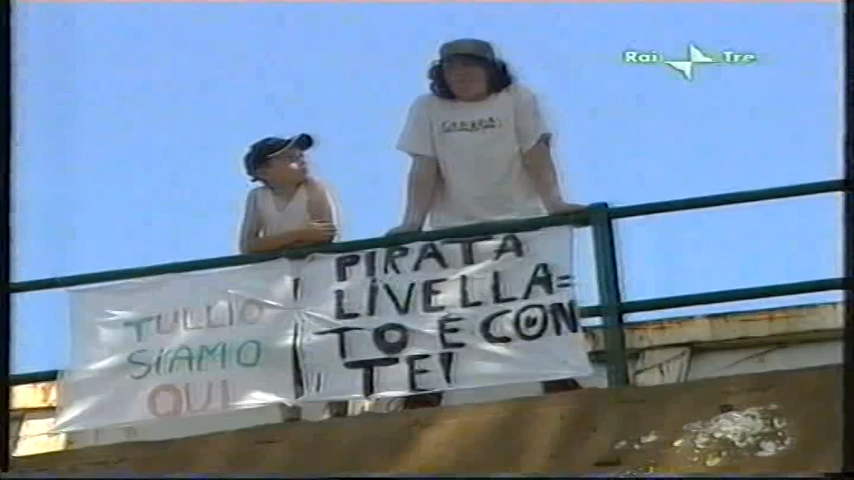 Rai Tre
TULLIO
SIAMO
QUI
PIRATA
LIVELLA=
TO È CON
TE!